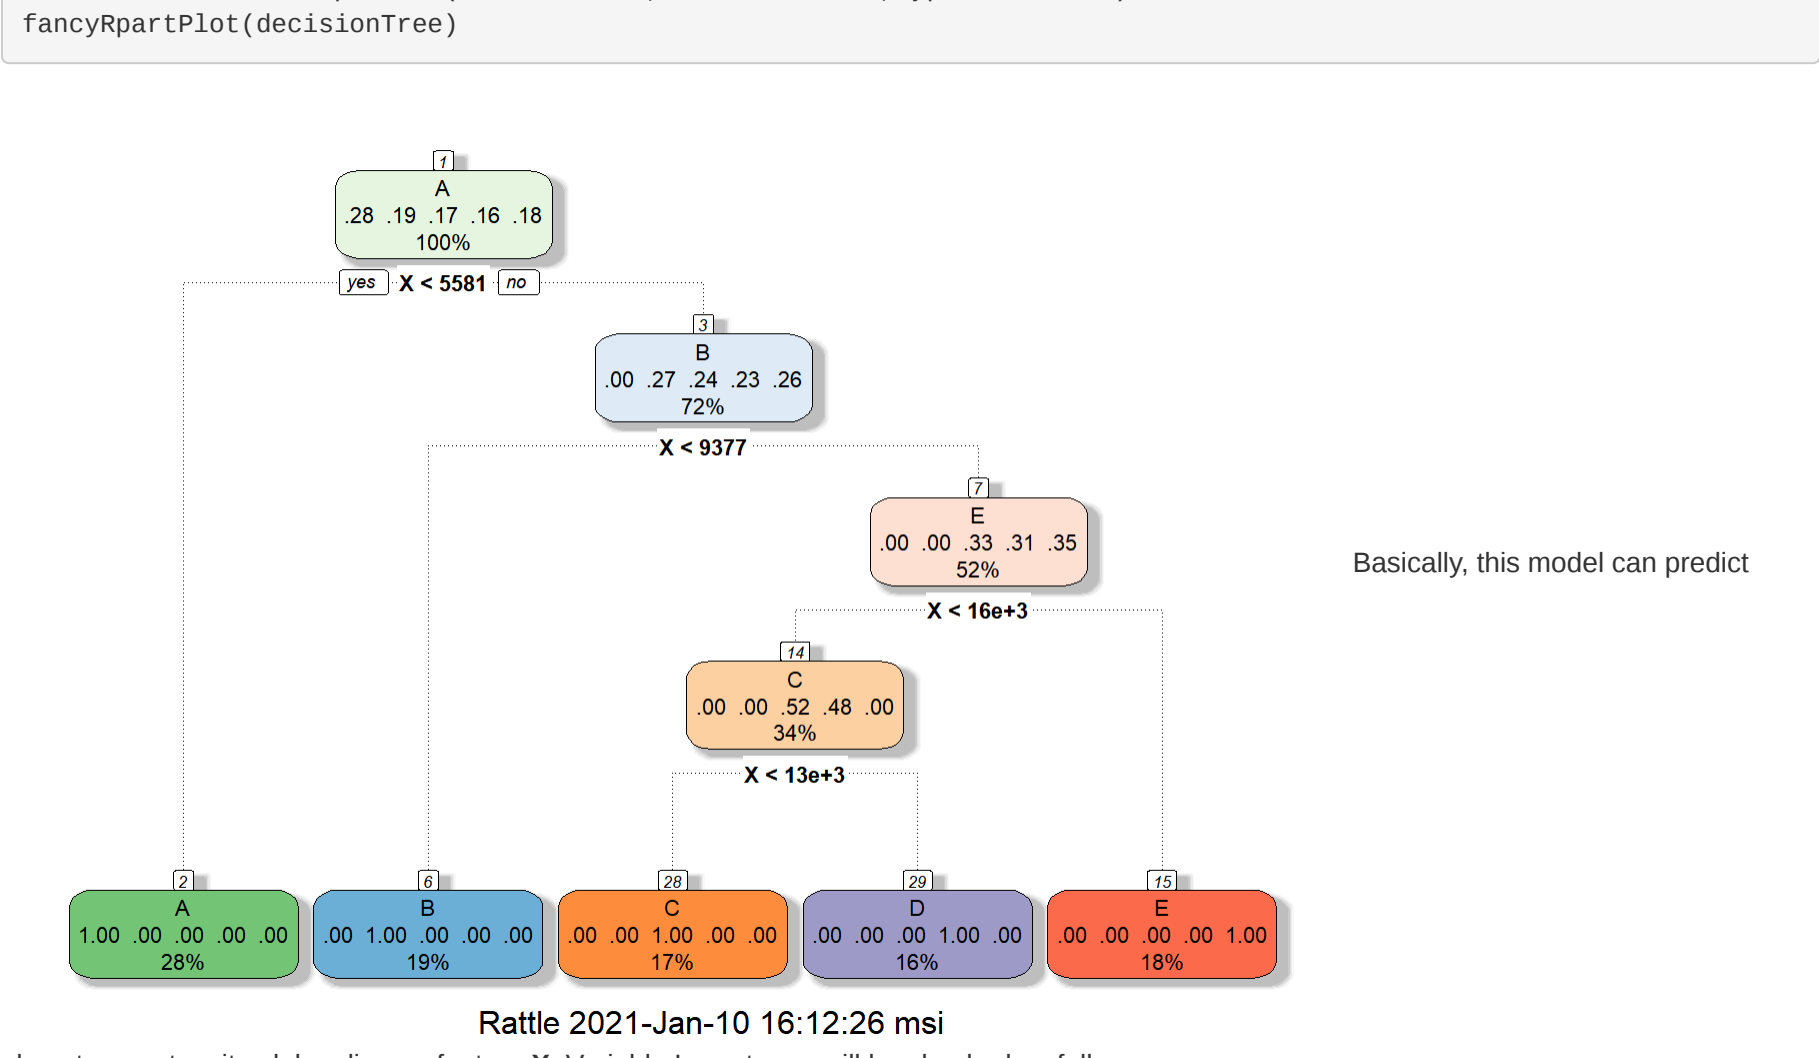 fancyRpartPlot(decisionTree)
1
A
.28 .19 .17 .16 .18
100%
yes X < 5581 no
3
B
.00 .27 .24 .23 .26
72%
X < 9377
7
E
.00 .00 .33 .31 .35
52%
Basically, this model can predict
X < 16e+3
14
C
.00 .00 .52 .48 .00
34%
X < 13e+3
2
A
1.00 .00 .00 .00 .00
28%
6
B
.00 1.00 .00 .00 .00
19%
28
C
.00 .00 1.00 .00 .00
17%
29
D
.00 .00 .00 1.00 .00
16%
15
E
.00 .00 .00 .00 1.00
18%
Rattle 2021-Jan-10 16:12:26 msi